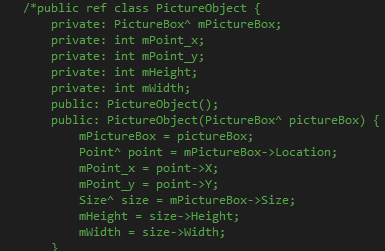 /*public ref class PictureObject {
private: PictureBox^ mPictureBox;
private: int mPoint_x;
private: int mPoint_y;
private: int mHeight;
private: int mWidth;
public: PictureObject();
public: PictureObject(PictureBox^ pictureBox) {
mPictureBox = picturebox;
Point^ point = mPictureBox->Location;
mPoint_x = point->X;
mPoint_y = point->Y;
Size^ size = mPictureBox->Size;
mHeight = size->Height;
mWidth = size->Width;
}